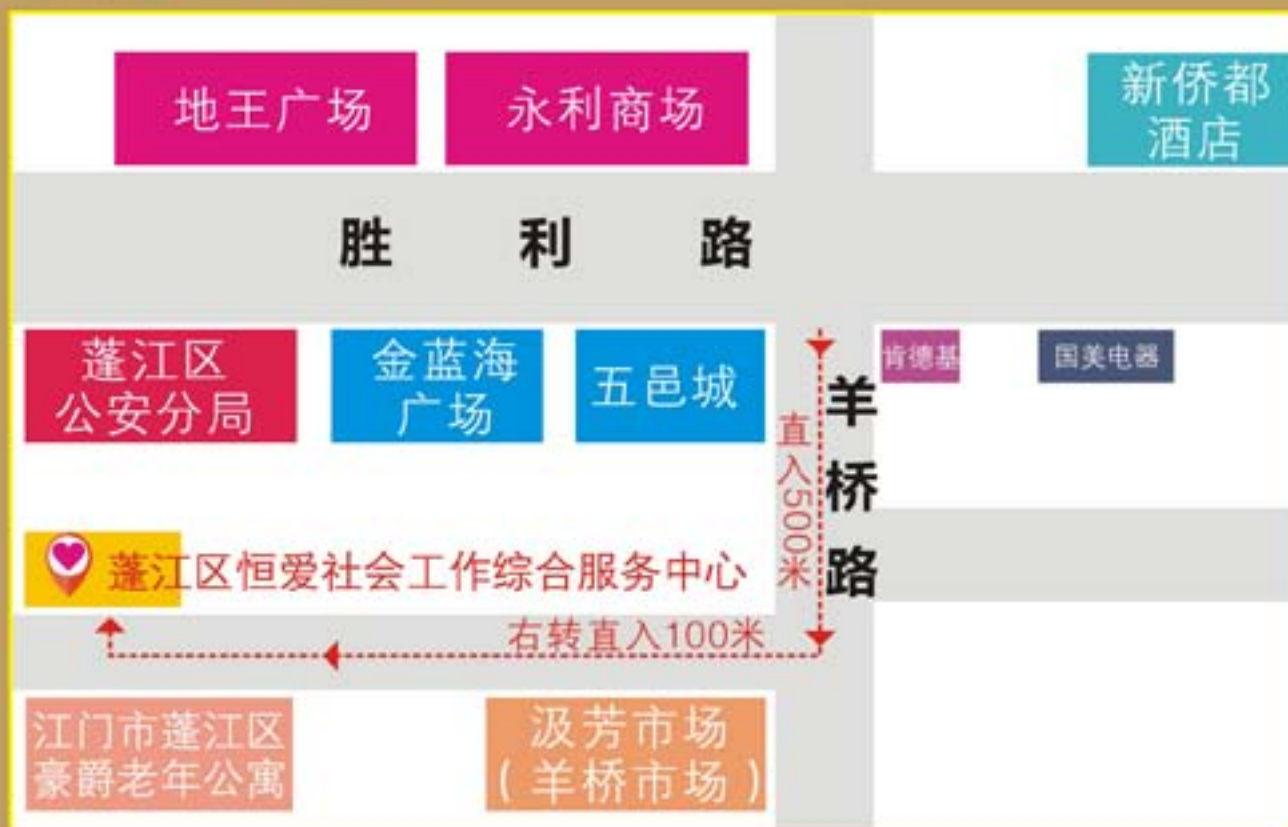 地王广场
永利商场
新侨都
酒店
胜利路
蓬江区
公安分局
金蓝海
广场
五邑城
肯德基
国美电器
羊桥路
直入500米
蓬江区恒爱社会工作综合服务中心
右转直入100米
江门市蓬江区
豪爵老年公寓
汲芳市场
(羊桥市场)